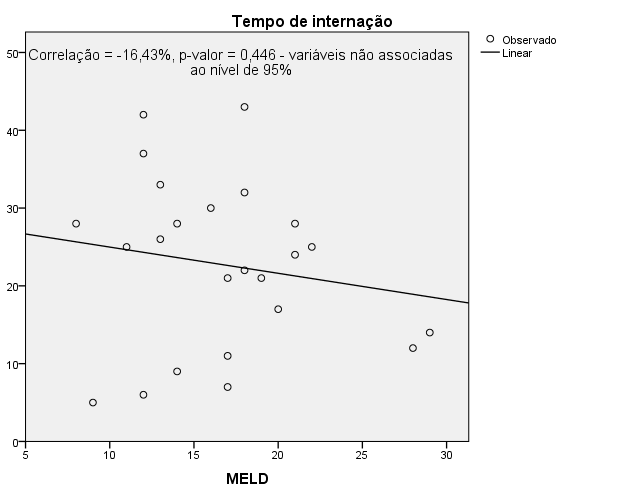 Tempo de internação
Observado
Linear
Correlação = -16,43%, p-valor = 0,446 - variáveis não associadas
ao nível de 95%
50
40
30
20
10
0
5
10
15
20
25
30
MELD